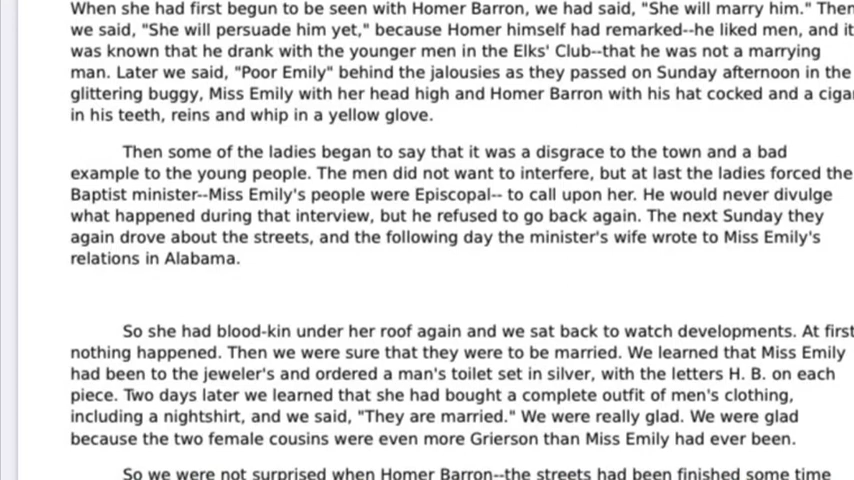 When she had first begun to be seen with Homer Barron, we had said, "She will marry him." Then
we said, "She will persuade him yet," because Homer himself had remarked--he liked men, and it
was known that he drank with the younger men in the Elks' Club--that he was not a marrying
man. Later we said, "Poor Emily" behind the jalousies as they passed on Sunday afternoon in the
glittering buggy, Miss Emily with her head high and Homer Barron with his hat cocked and a cigar
in his teeth, reins and whip in a yellow glove.
Then some of the ladies began to say that it was a disgrace to the town and a bad
example to the young people. The men did not want to interfere, but at last the ladies forced the
Baptist minister--Miss Emily's people were Episcopal-- to call upon her. He would never divulge
what happened during that interview, but he refused to go back again. The next Sunday they
again drove about the streets, and the following day the minister's wife wrote to Miss Emily's
relations in Alabama.
So she had blood-kin under her roof again and we sat back to watch developments. At first
nothing happened. Then we were sure that they were to be married. We learned that Miss Emily
had been to the jeweler's and ordered a man's toilet set in silver, with the letters H. B. on each
piece. Two days later we learned that she had bought a complete outfit of men's clothing,
including a nightshirt, and we said, "They are married." We were really glad. We were glad
because the two female cousins were even more Grierson than Miss Emily had ever been.
So we were not surprised when Homer Barron--the streets had been finished some time